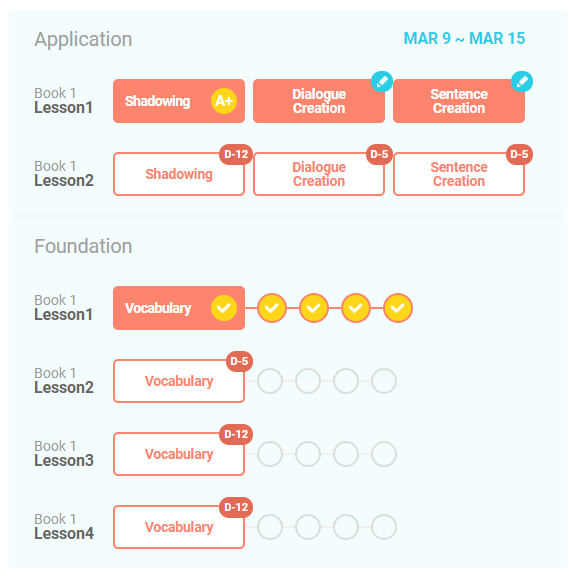 Application
MAR 9 ~ MAR 15
Book 1
Lesson1
Shadowing
A+
Dialogue
Creation
Sentence
Creation
Book 1
Lesson2
Shadowing
D-12
Dialogue
Creation
D-5
Sentence
Creation
D-5
Foundation
Book 1
Lesson1
Vocabulary
Book 1
Lesson2
Vocabulary
D-5
Book 1
Lesson3
Vocabulary
D-12
Book 1
Lesson4
Vocabulary
D-12